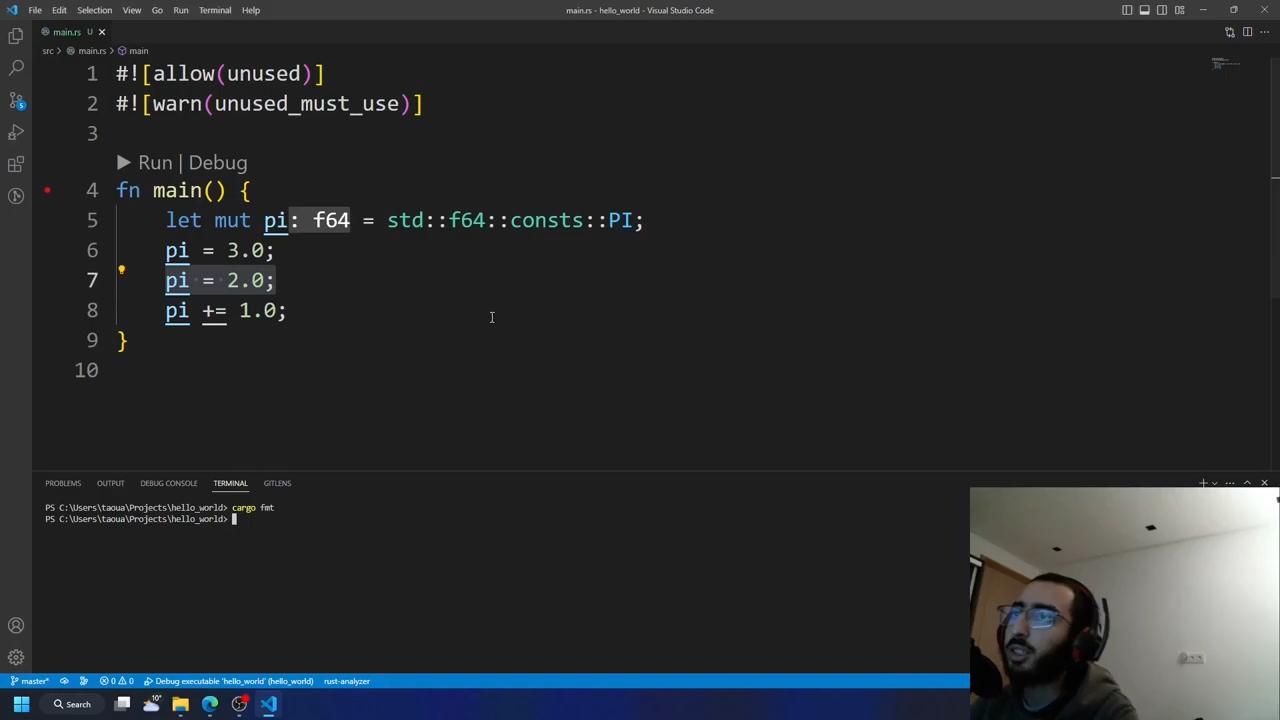 File Edit Selection View Go Run Terminal Help
main.rs - hello_world - Visual Studio Code
main.rs U
src > main.rs > main
1 #![allow(unused)]
2 #![warn(unused_must_use)]
3
Run | Debug
4 fn main() {
5 let mut pi: f64 = std::f64::consts::PI;
6 pi = 3.0;
7 pi = 2.0;
8 pi += 1.0;
9 }
10
PROBLEMS OUTPUT DEBUG CONSOLE TERMINAL GITLENS
PS C:\Users\taoua\Projects\hello_world> cargo fmt
PS C:\Users\taoua\Projects\hello_world>
master* 0 0 Debug executable 'hello_world' (hello_world) rust-analyzer
Search 10°